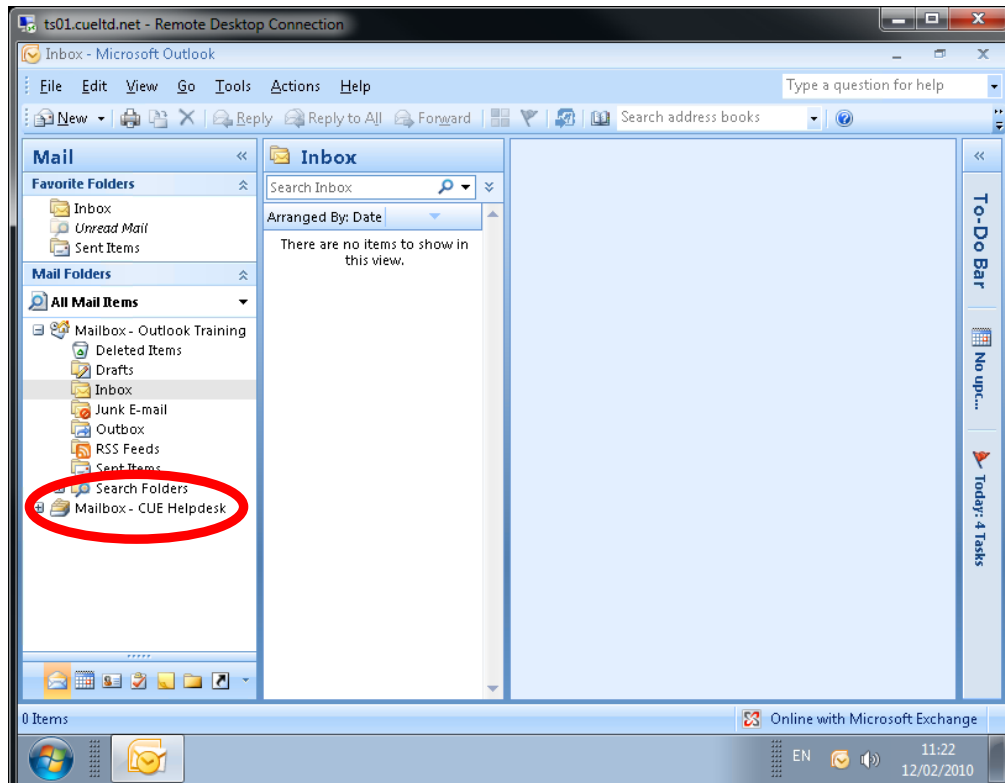 ts01.cueltd.net - Remote Desktop Connection
Inbox - Microsoft Outlook
File Edit View Go Tools Actions Help
Type a question for help
New Reply Reply to All Forward Search address books
Mail
Favorite Folders
Inbox
Unread Mail
Sent Items
Mail Folders
All Mail Items
Mailbox - Outlook Training
Deleted Items
Drafts
Inbox
Junk E-mail
Outbox
RSS Feeds
Sent Items
Search Folders
Mailbox - CUE Helpdesk
Inbox
Search Inbox
Arranged By: Date
There are no items to show in
this view.
To-Do Bar
No upc...
Today: 4 Tasks
0 Items
Online with Microsoft Exchange
EN
11:22
12/02/2010